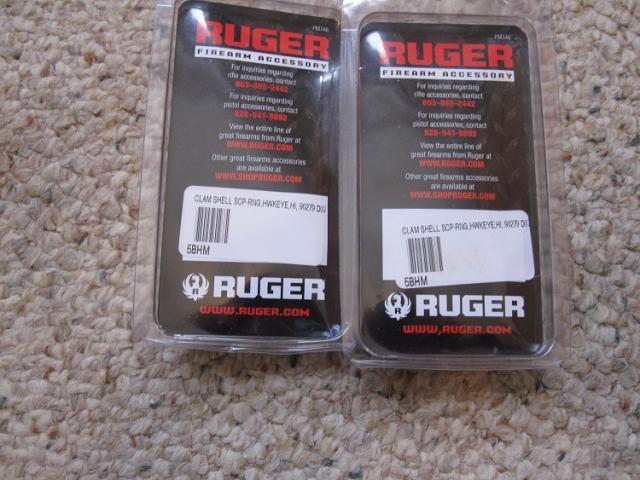 PM146
RUGER
FIREARM ACCESSORY
For inquiries regarding
rifle accessories, contact
603-865-2442
For inquiries regarding
pistol accessories, contact
928-541-8892
View the entire line of
great firearms from Ruger at
WWW.RUGER.COM
Other great firearms accessories
are available at
WWW.SHOPRUGER.COM
CLAM SHELL SCP-RNG,HWKEYE,HI, 90279 D07
5BHM
RUGER
WWW.RUGER.COM
PM146
RUGER
FIREARM ACCESSORY
For inquiries regarding
rifle accessories, contact
603-865-2442
For inquiries regarding
pistol accessories, contact
928-541-8892
View the entire line of
great firearms from Ruger at
WWW.RUGER.COM
Other great firearms accessories
are available at
WWW.SHOPRUGER.COM
CLAM SHELL SCP-RNG,HWKEYE,HI, 90279 D07
5BHM
RUGER
WWW.RUGER.COM